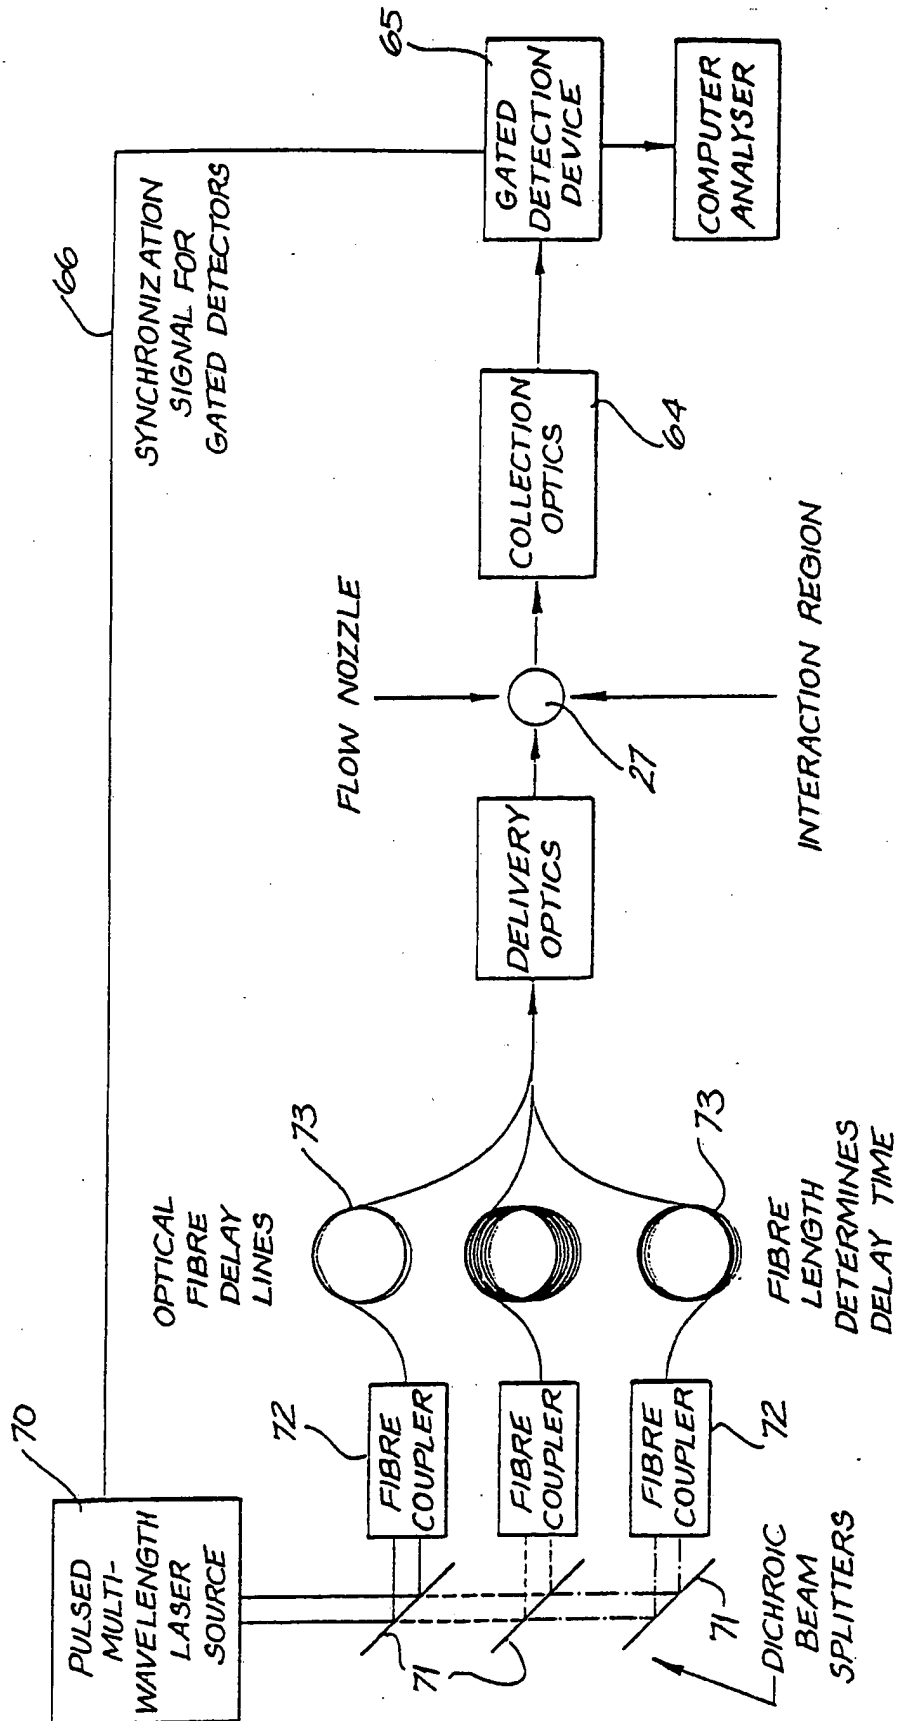 70
PULSED
MULTI-
WAVELENGTH
LASER
SOURCE
66
SYNCHRONIZATION
SIGNAL FOR
GATED DETECTORS
65
GATED
DETECTION
DEVICE
COMPUTER
ANALYSER
72
FIBRE
COUPLER
FIBRE
COUPLER
FIBRE
COUPLER
72
71
71
DICHROIC
BEAM
SPLITTERS
OPTICAL
FIBRE
DELAY
LINES
73
73
FIBRE
LENGTH
DETERMINES
DELAY TIME
DELIVERY
OPTICS
FLOW NOZZLE
27
INTERACTION REGION
COLLECTION
OPTICS
64